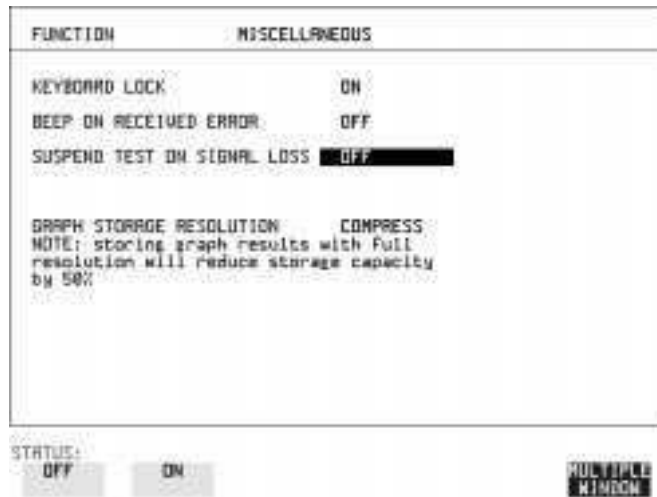 FUNCTION MISCELLANEOUS
KEYBOARD LOCK ON
BEEP ON RECEIVED ERROR OFF
SUSPEND TEST ON SIGNAL LOSS OFF
GRAPH STORAGE RESOLUTION COMPRESS
NOTE: storing graph results with Full
resolution will reduce storage capacity
by 50%
STATUS:
OFF ON MULTIPLE
WINDOW